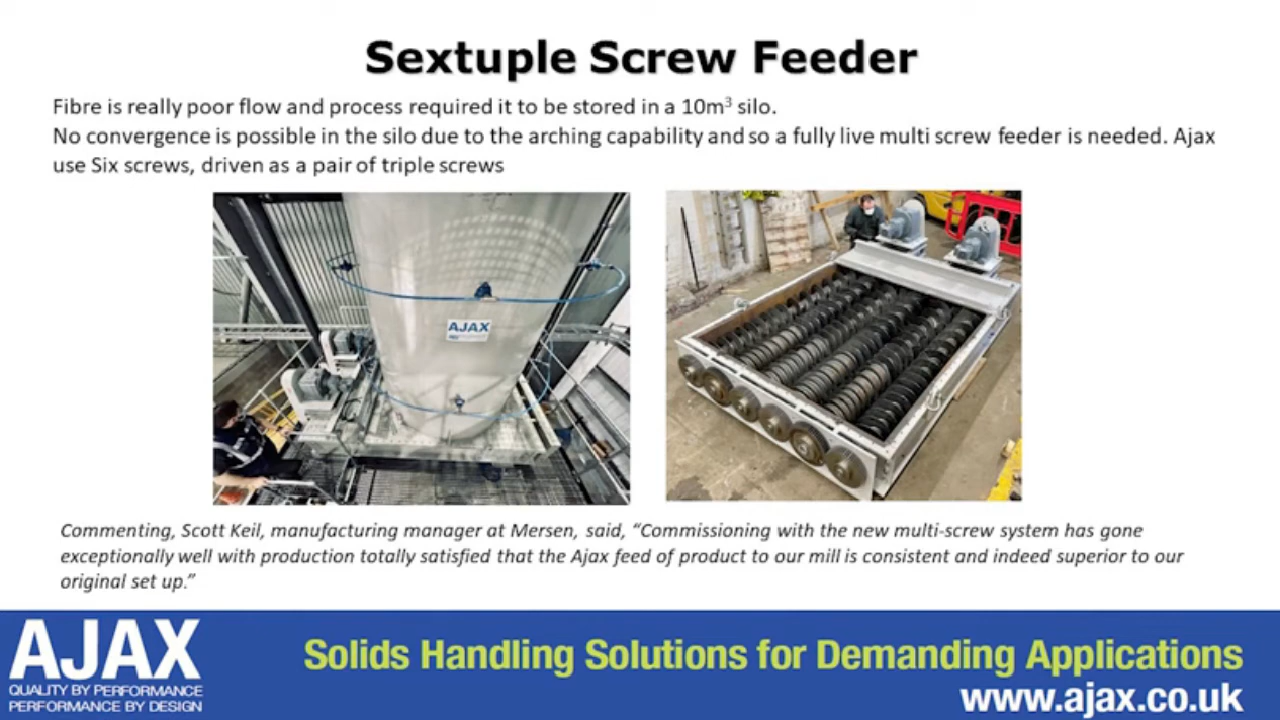 Sextuple Screw Feeder
Fibre is really poor flow and process required it to be stored in a 10m³ silo.
No convergence is possible in the silo due to the arching capability and so a fully live multi screw feeder is needed. Ajax
use Six screws, driven as a pair of triple screws
AJAX
Commenting, Scott Keil, manufacturing manager at Mersen, said, “Commissioning with the new multi-screw system has gone
exceptionally well with production totally satisfied that the Ajax feed of product to our mill is consistent and indeed superior to our
original set up.”
AJAX
QUALITY BY PERFORMANCE
PERFORMANCE BY DESIGN
Solids Handling Solutions for Demanding Applications
www.ajax.co.uk